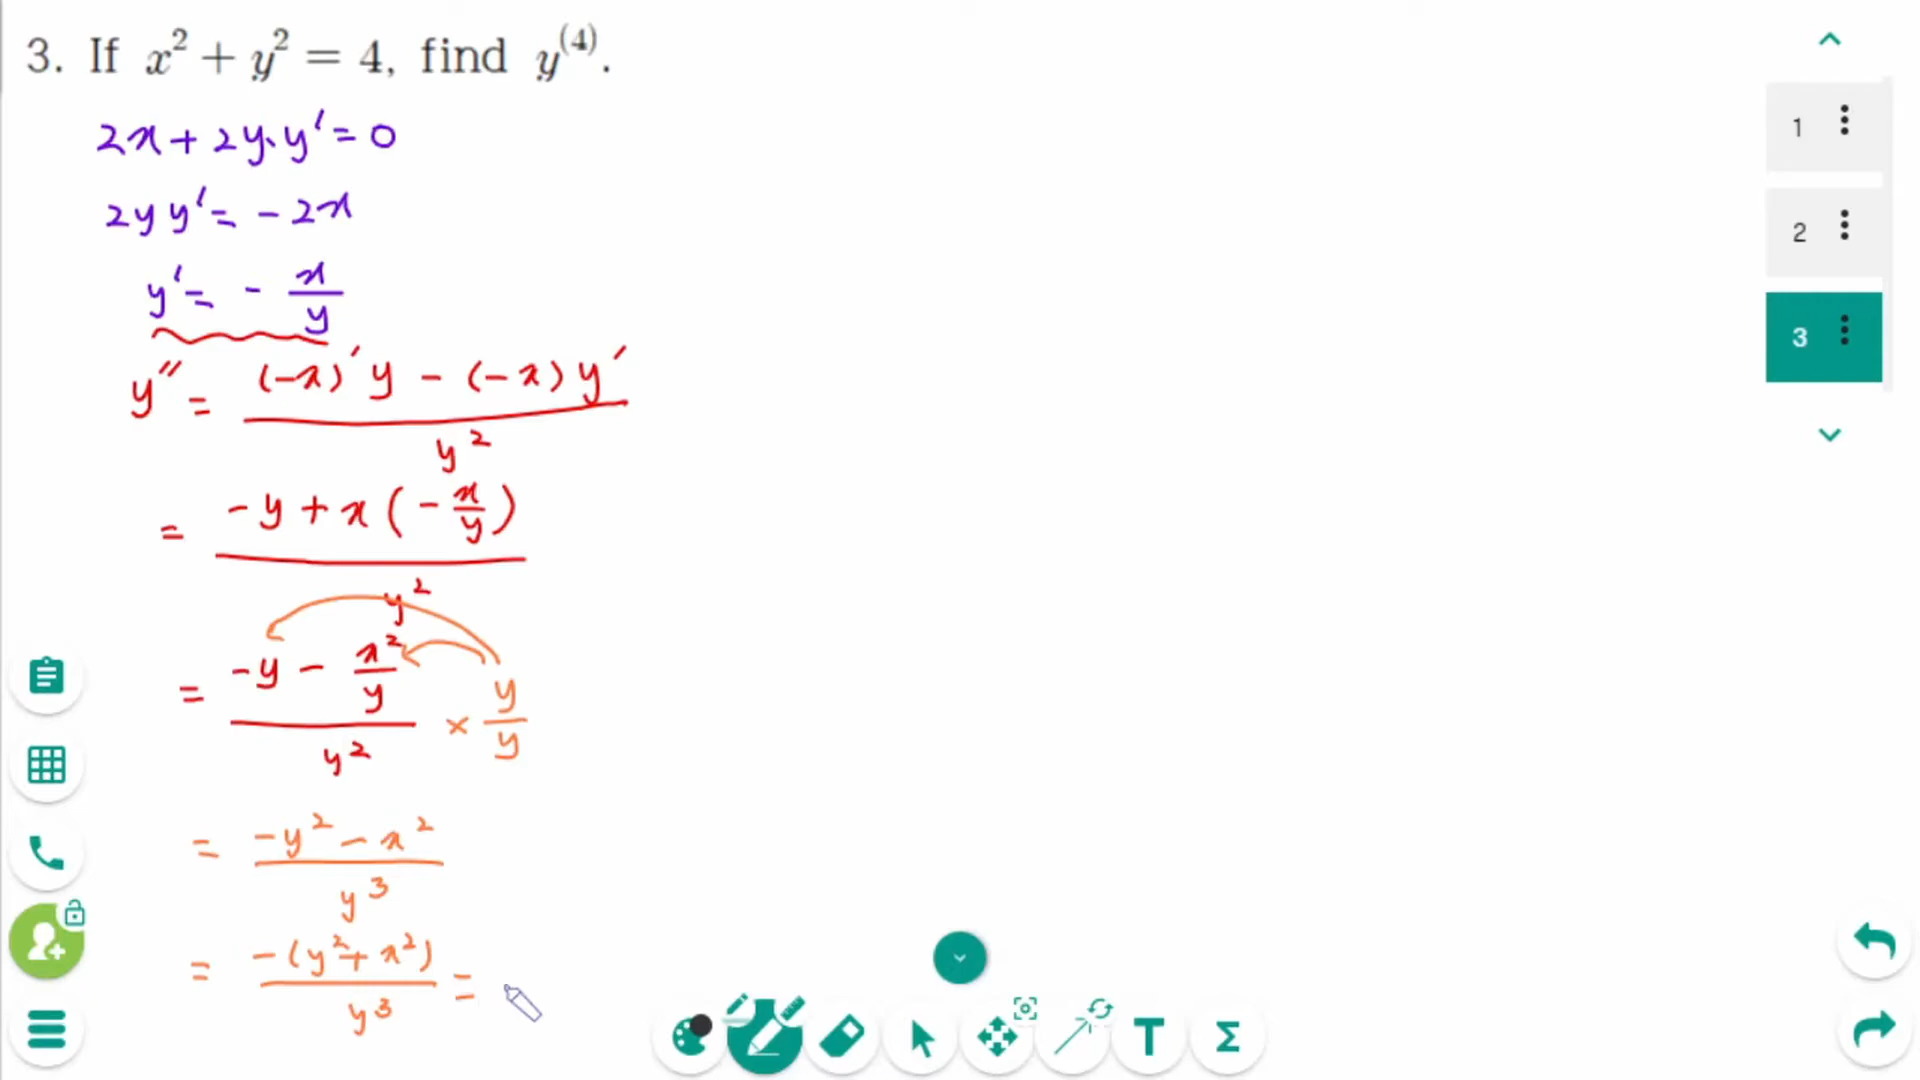 3. If x² + y² = 4, find y⁽⁴⁾.
2x + 2y·y' = 0
2y y' = - 2x
y' = - x/y
y'' = ((-x)'y - (-x)y')/y²
= (-y + x(-x/y))/y²
= (-y - x²/y)/y² × y/y
= (-y² - x²)/y³
= -(y² + x²)/y³ =
1
2
3
T
Σ